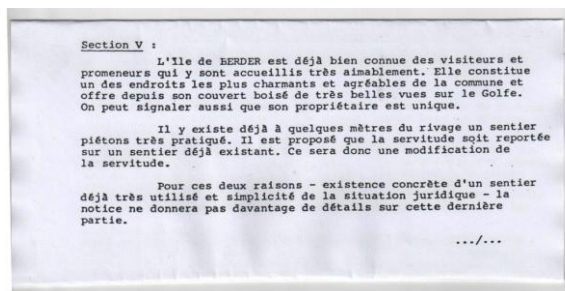 Section V :
L'Ile de BERDER est déjà bien connue des visiteurs et
promeneurs qui y sont accueillis très aimablement. Elle constitue
un des endroits les plus charmants et agréables de la commune et
offre depuis son couvert boisé de très belles vues sur le Golfe.
On peut signaler aussi que son propriétaire est unique.
Il y existe déjà à quelques mètres du rivage un sentier
piétons très pratiqué. Il est proposé que la servitude soit reportée
sur un sentier déjà existant. Ce sera donc une modification de
la servitude.
Pour ces deux raisons - existence concrète d'un sentier
déjà très utilisé et simplicité de la situation juridique - la
notice ne donnera pas davantage de détails sur cette dernière
partie.
.../...